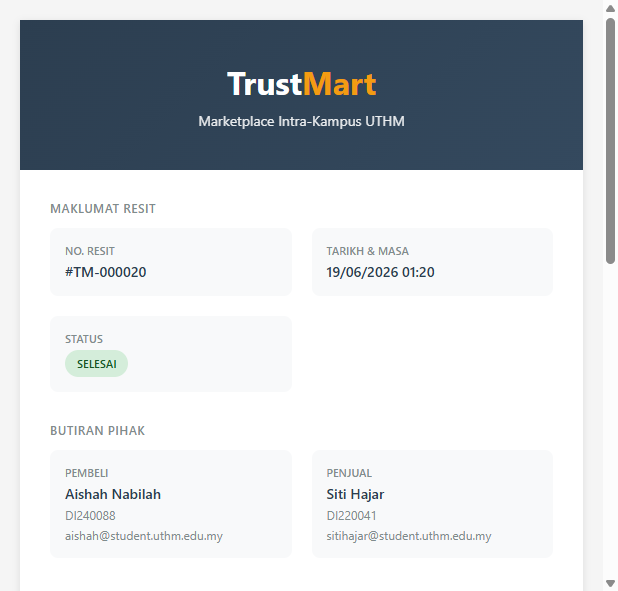 TrustMart
Marketplace Intra-Kampus UTHM
MAKLUMAT RESIT
NO. RESIT
#TM-000020
TARIKH & MASA
19/06/2026 01:20
STATUS
SELESAI
BUTIRAN PIHAK
PEMBELI
Aishah Nabilah
DI240088
aishah@student.uthm.edu.my
PENJUAL
Siti Hajar
DI220041
sitihajar@student.uthm.edu.my